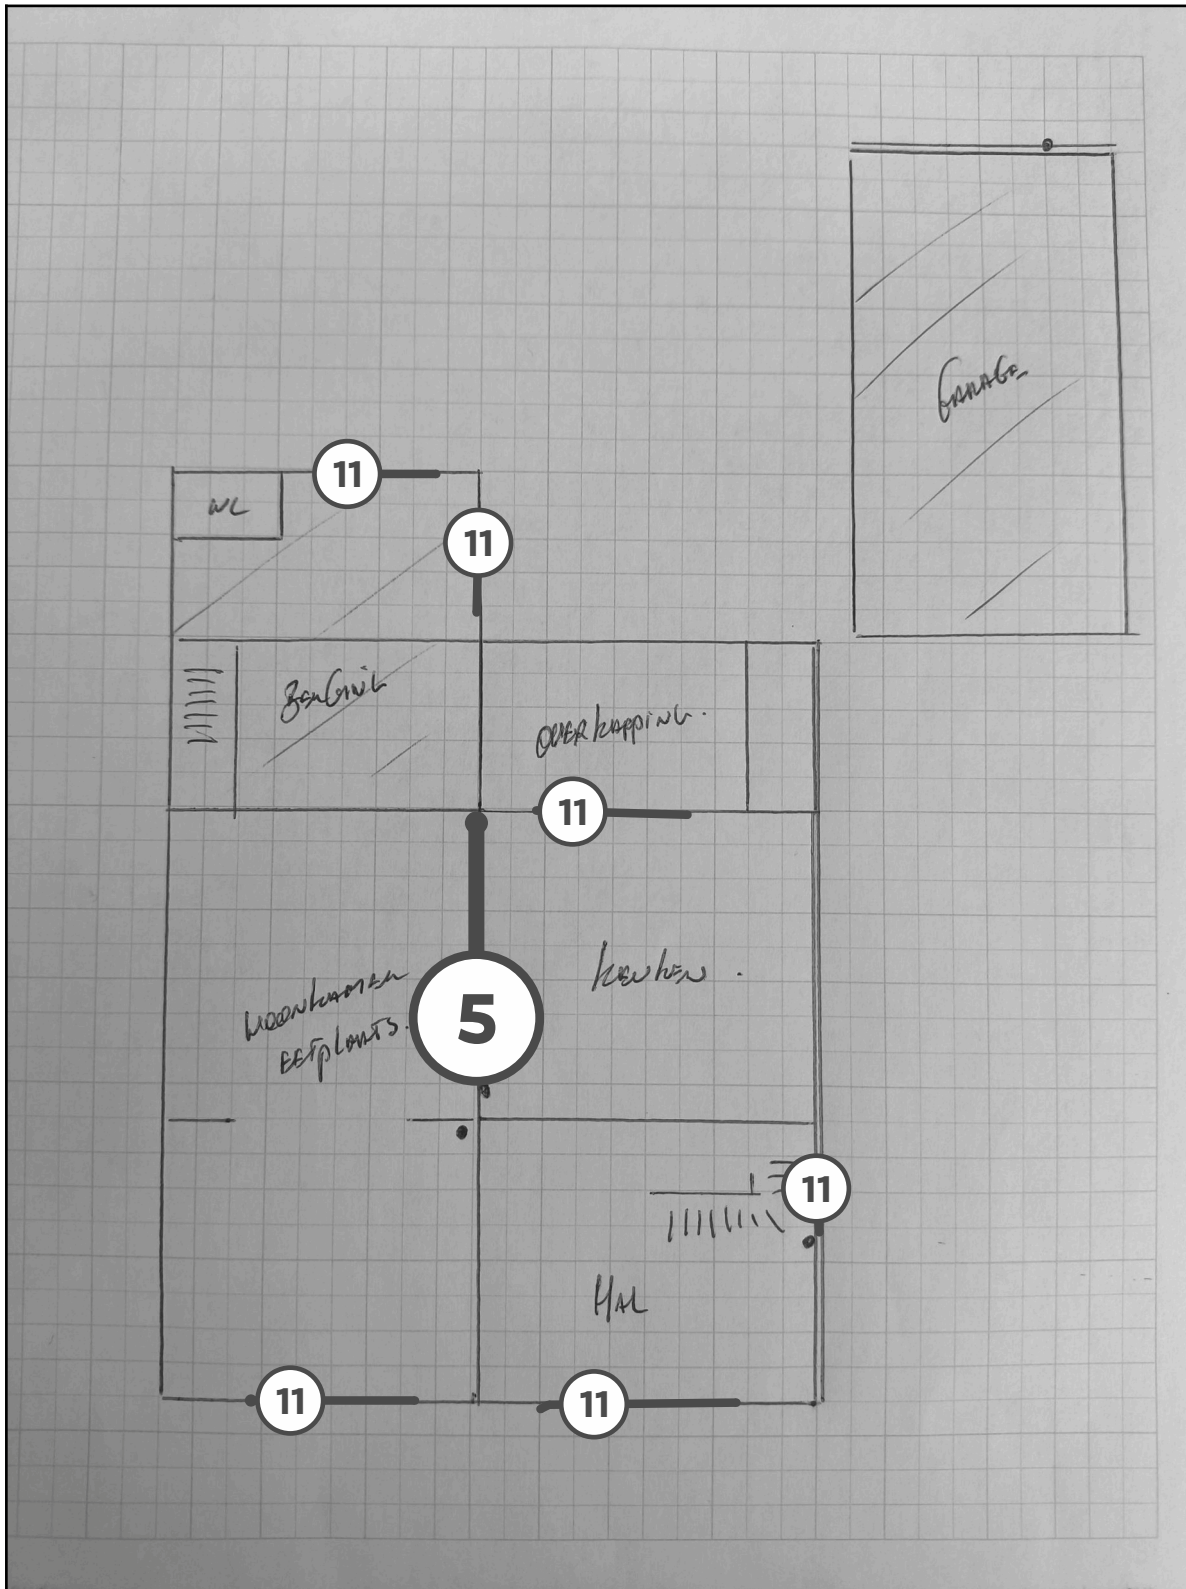 GARAGE
11
WC
11
BERGING
OVERKAPPING.
11
KEUKEN.
WOONKAMER
EETPLAATS.
5
11
HAL
11
11